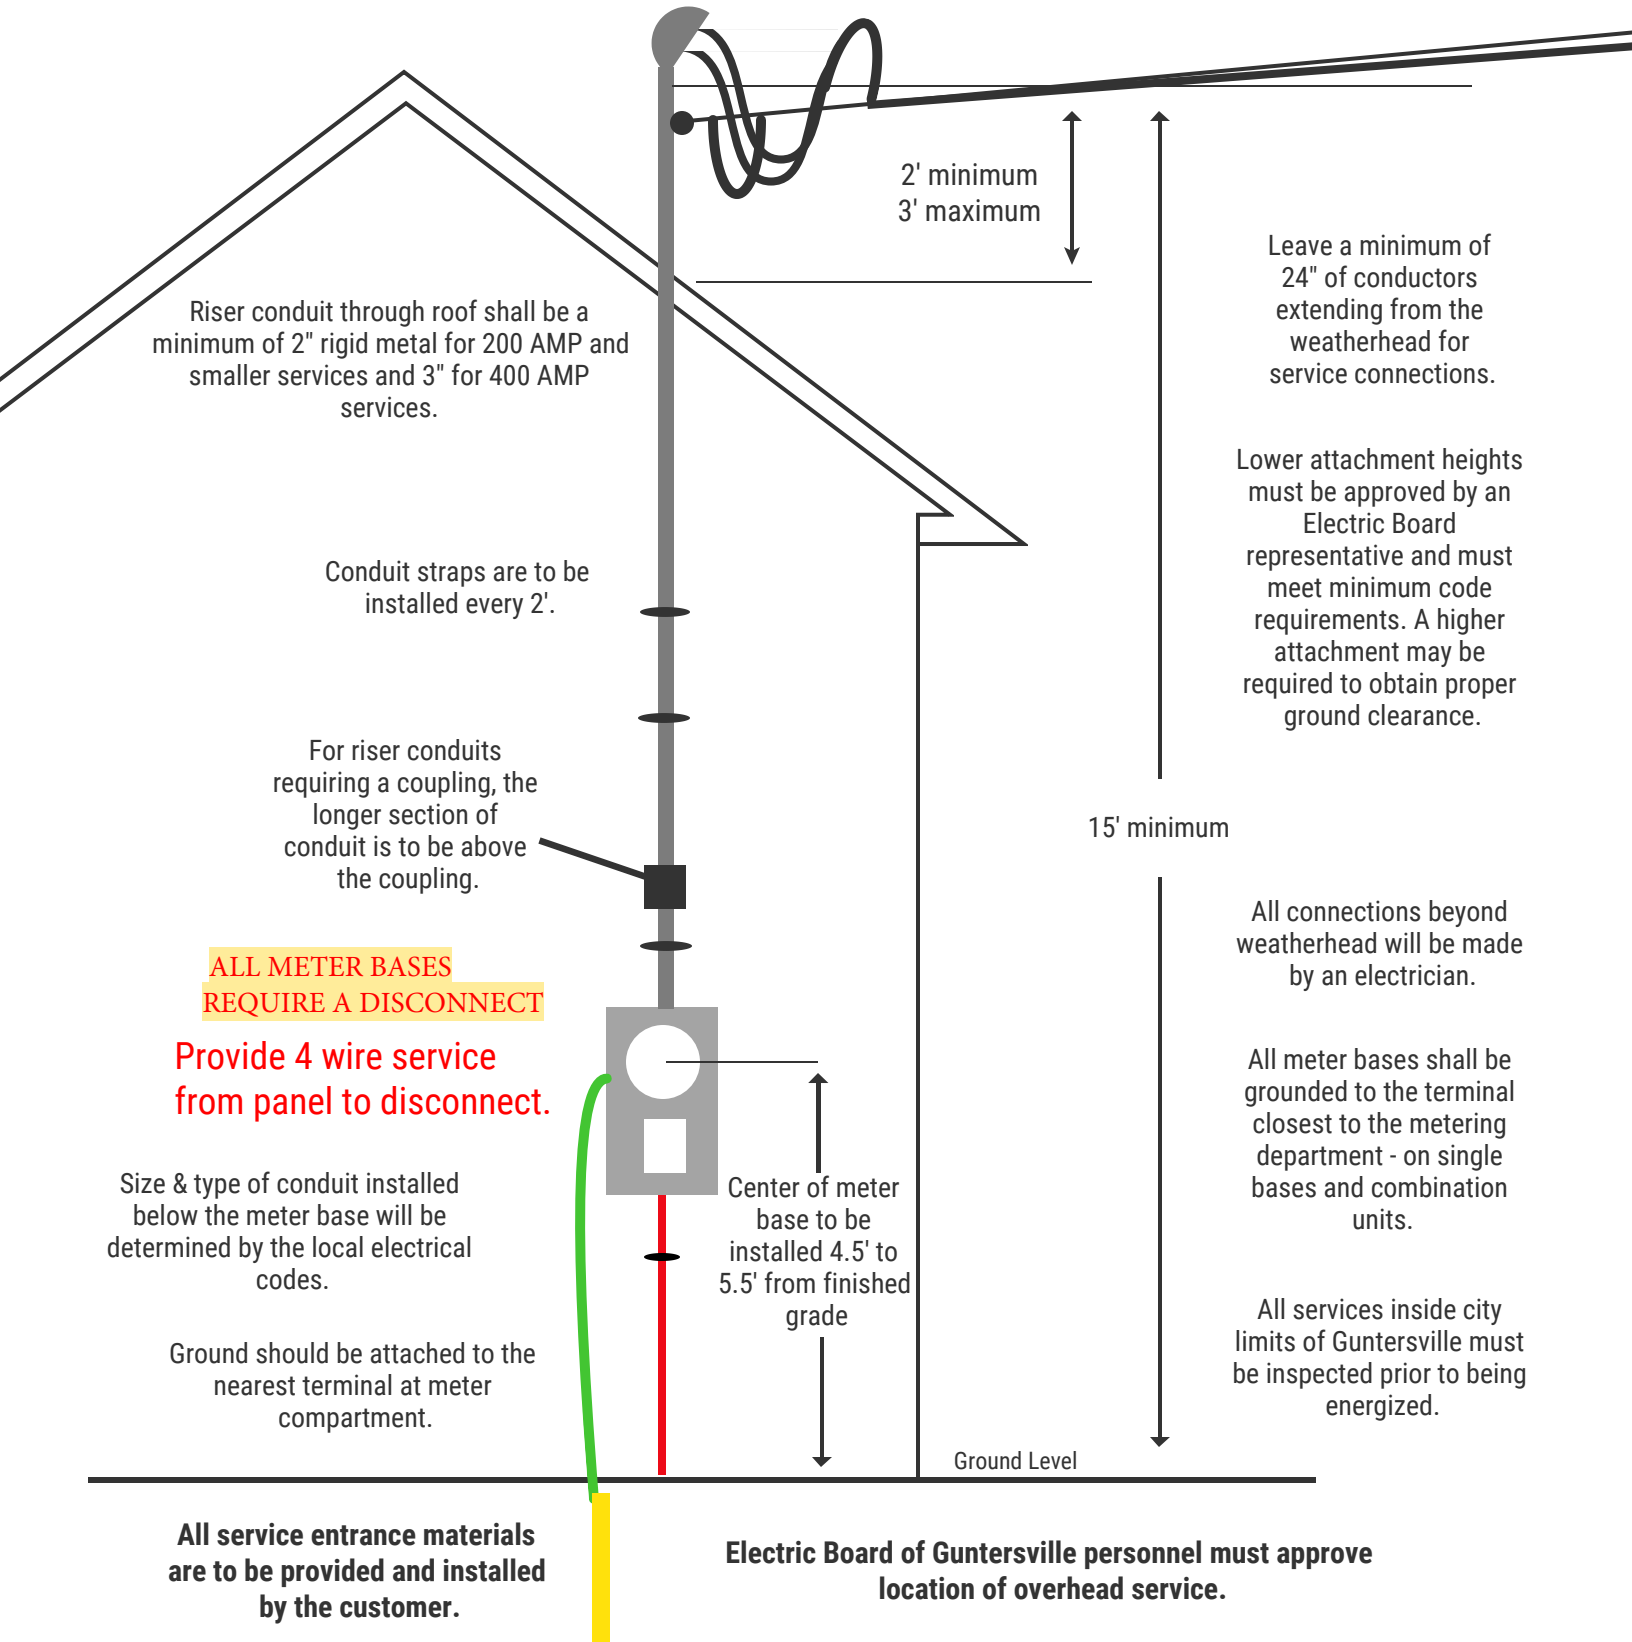 2' minimum
3' maximum
Leave a minimum of
24" of conductors
extending from the
weatherhead for
service connections.
Riser conduit through roof shall be a
minimum of 2" rigid metal for 200 AMP and
smaller services and 3" for 400 AMP
services.
Lower attachment heights
must be approved by an
Electric Board
representative and must
meet minimum code
requirements. A higher
attachment may be
required to obtain proper
ground clearance.
Conduit straps are to be
installed every 2'.
For riser conduits
requiring a coupling, the
longer section of
conduit is to be above
the coupling.
15' minimum
All connections beyond
weatherhead will be made
by an electrician.
ALL METER BASES
REQUIRE A DISCONNECT
Provide 4 wire service
from panel to disconnect.
All meter bases shall be
grounded to the terminal
closest to the metering
department - on single
bases and combination
units.
Size & type of conduit installed
below the meter base will be
determined by the local electrical
codes.
Center of meter
base to be
installed 4.5' to
5.5' from finished
grade
Ground should be attached to the
nearest terminal at meter
compartment.
All services inside city
limits of Guntersville must
be inspected prior to being
energized.
Ground Level
All service entrance materials
are to be provided and installed
by the customer.
Electric Board of Guntersville personnel must approve
location of overhead service.